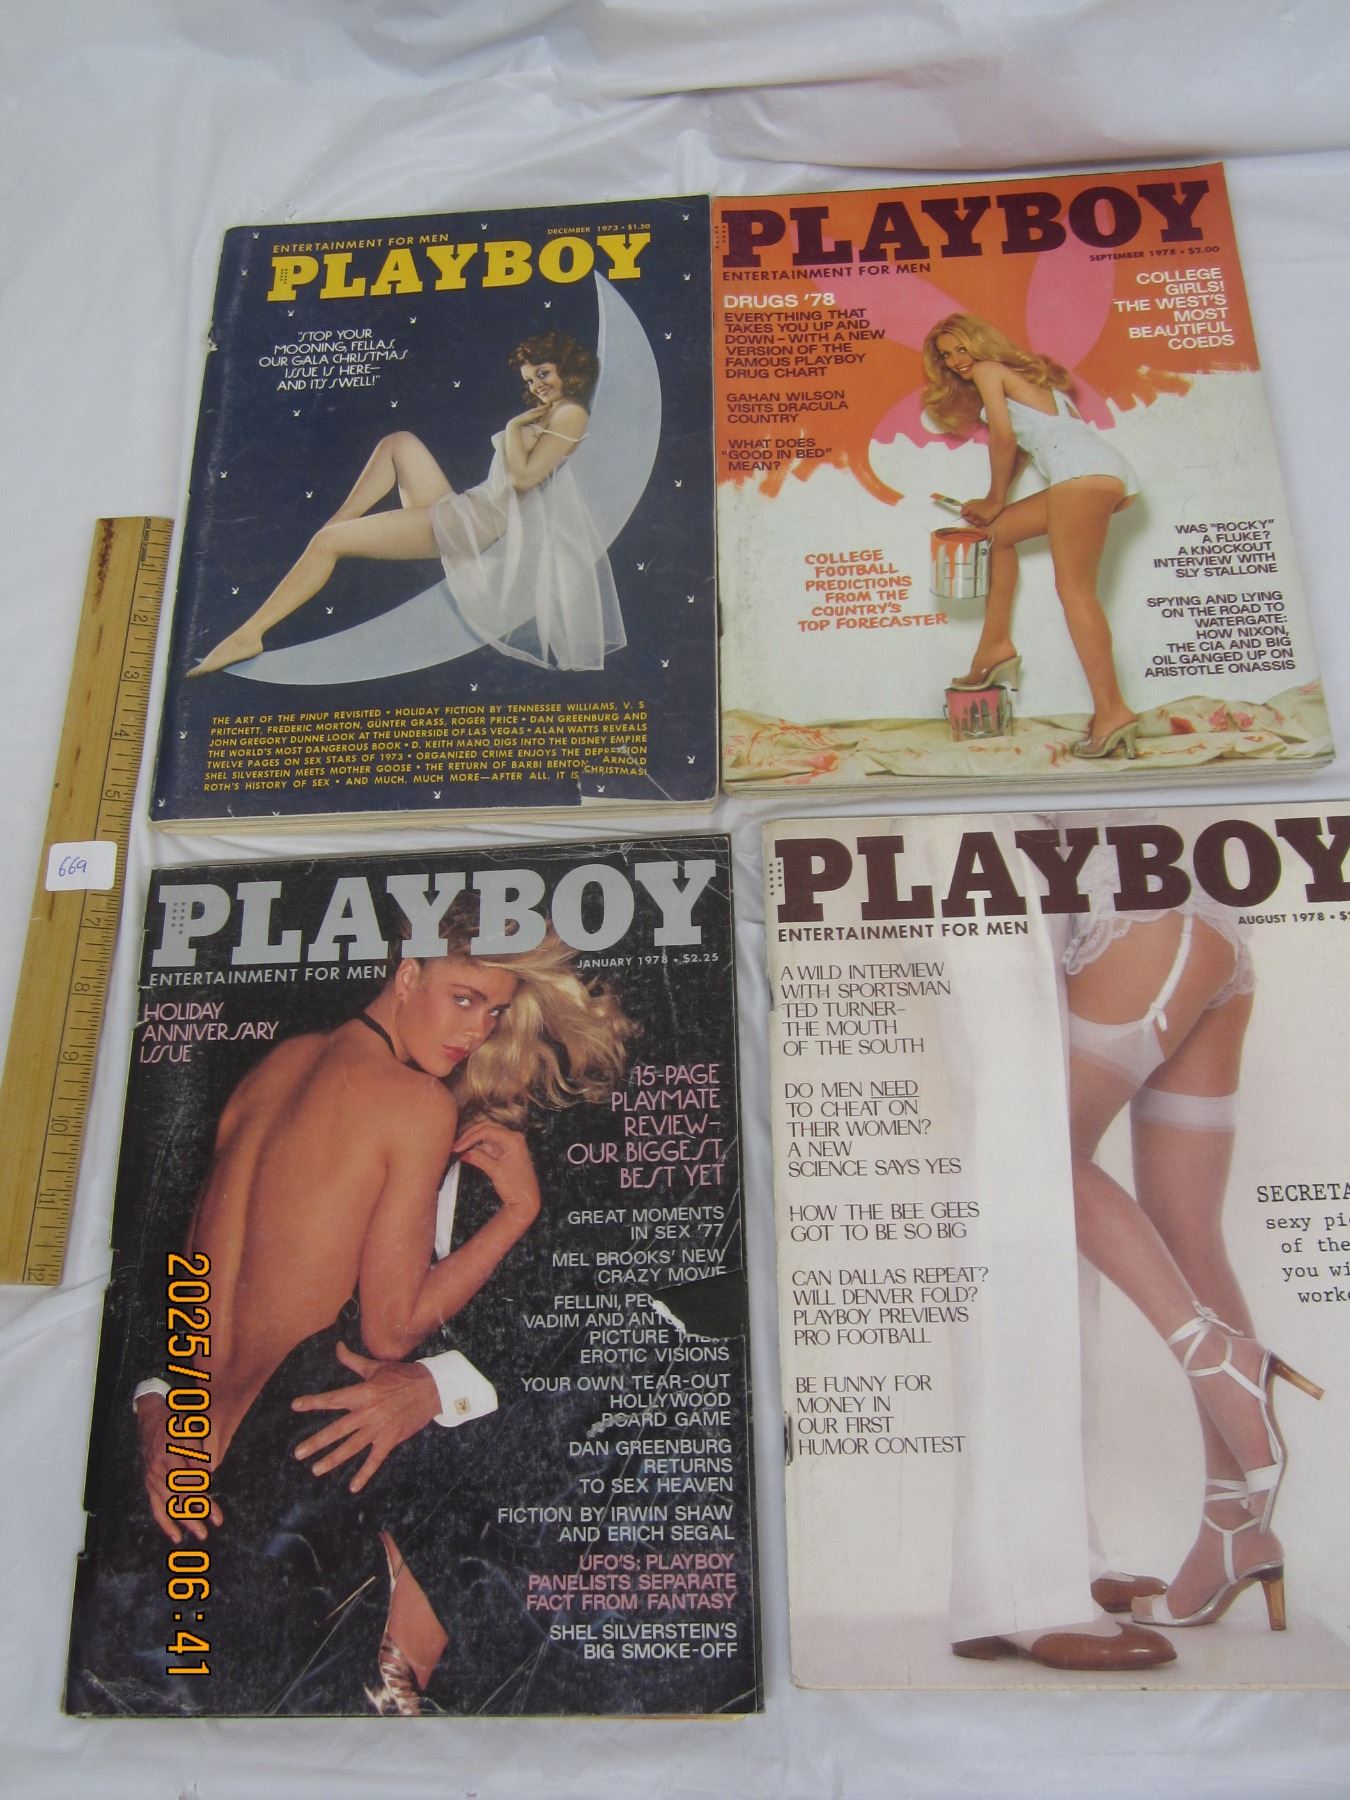 ENTERTAINMENT FOR MEN
DECEMBER 1973 • $1.50
PLAYBOY
"STOP YOUR
MOONING, FELLAS.
OUR GALA CHRISTMAS
ISSUE IS HERE—
AND IT'S SWELL!"
THE ART OF THE PINUP REVISITED • HOLIDAY FICTION BY TENNESSEE WILLIAMS, V. S
PRITCHETT, FREDERIC MORTON, GÜNTER GRASS, ROGER PRICE • DAN GREENBURG AND
JOHN GREGORY DUNNE LOOK AT THE UNDERSIDE OF LAS VEGAS • ALAN WATTS REVEALS
THE WORLD'S MOST DANGEROUS BOOK • D. KEITH MANO DIGS INTO THE DISNEY EMPIRE
TWELVE PAGES ON SEX STARS OF 1973 • ORGANIZED CRIME ENJOYS THE DEPRESSION
SHEL SILVERSTEIN MEETS MOTHER GOOSE • THE RETURN OF BARBI BENTON ARNOLD
ROTH'S HISTORY OF SEX • AND MUCH, MUCH MORE—AFTER ALL, IT IS CHRISTMAS!
PLAYBOY
ENTERTAINMENT FOR MEN
SEPTEMBER 1978 • $2.00
DRUGS '78
EVERYTHING THAT
TAKES YOU UP AND
DOWN – WITH A NEW
VERSION OF THE
FAMOUS PLAYBOY
DRUG CHART
GAHAN WILSON
VISITS DRACULA
COUNTRY
WHAT DOES
"GOOD IN BED"
MEAN?
COLLEGE
GIRLS!
THE WEST'S
MOST
BEAUTIFUL
COEDS
COLLEGE
FOOTBALL
PREDICTIONS
FROM THE
COUNTRY'S
TOP FORECASTER
WAS "ROCKY"
A FLUKE?
A KNOCKOUT
INTERVIEW WITH
SLY STALLONE
SPYING AND LYING
ON THE ROAD TO
WATERGATE:
HOW NIXON,
THE CIA AND BIG
OIL GANGED UP ON
ARISTOTLE ONASSIS
1
2
3
4
5
669
7
8
9
10
11
12
PLAYBOY
ENTERTAINMENT FOR MEN
JANUARY 1978 • $2.25
HOLIDAY
ANNIVERSARY
ISSUE
15-PAGE
PLAYMATE
REVIEW–
OUR BIGGEST,
BEST YET
GREAT MOMENTS
IN SEX '77
MEL BROOKS' NEW
CRAZY MOVIE
FELLINI,
VADIM AND
PICTURE
EROTIC VISIONS
YOUR OWN TEAR-OUT
HOLLYWOOD
BOARD GAME
DAN GREENBURG
RETURNS
TO SEX HEAVEN
FICTION BY IRWIN SHAW
AND ERICH SEGAL
UFO'S: PLAYBOY
PANELISTS SEPARATE
FACT FROM FANTASY
SHEL SILVERSTEIN'S
BIG SMOKE-OFF
PLAYBOY
ENTERTAINMENT FOR MEN
AUGUST 1978 • $
A WILD INTERVIEW
WITH SPORTSMAN
TED TURNER–
THE MOUTH
OF THE SOUTH
DO MEN NEED
TO CHEAT ON
THEIR WOMEN?
A NEW
SCIENCE SAYS YES
HOW THE BEE GEES
GOT TO BE SO BIG
CAN DALLAS REPEAT?
WILL DENVER FOLD?
PLAYBOY PREVIEWS
PRO FOOTBALL
BE FUNNY FOR
MONEY IN
OUR FIRST
HUMOR CONTEST
SECRETA
sexy pi
of the
you wi
work
2025/09/09 06:41